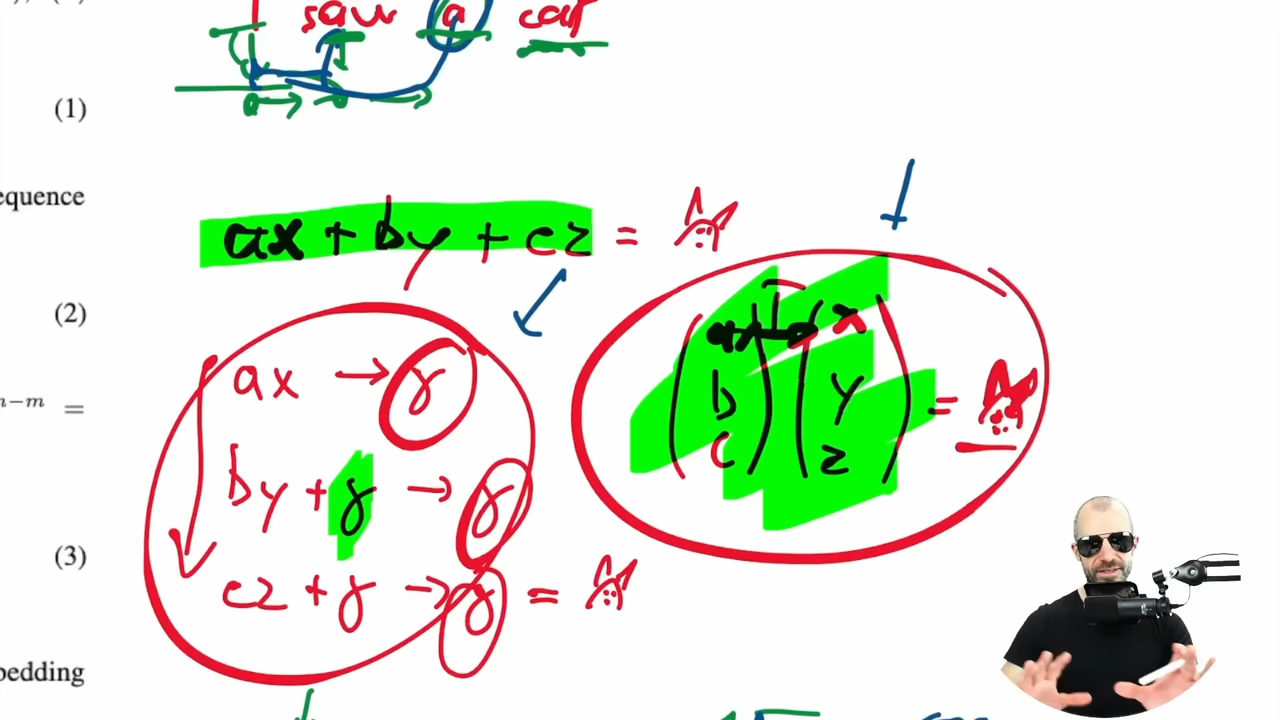 I saw a cat
(1)
equence
ax + by + cz =
(2)
ax → γ
by + γ → γ
cz + γ → γ =
a x
b y
c z
=
n−m =
(3)
bedding